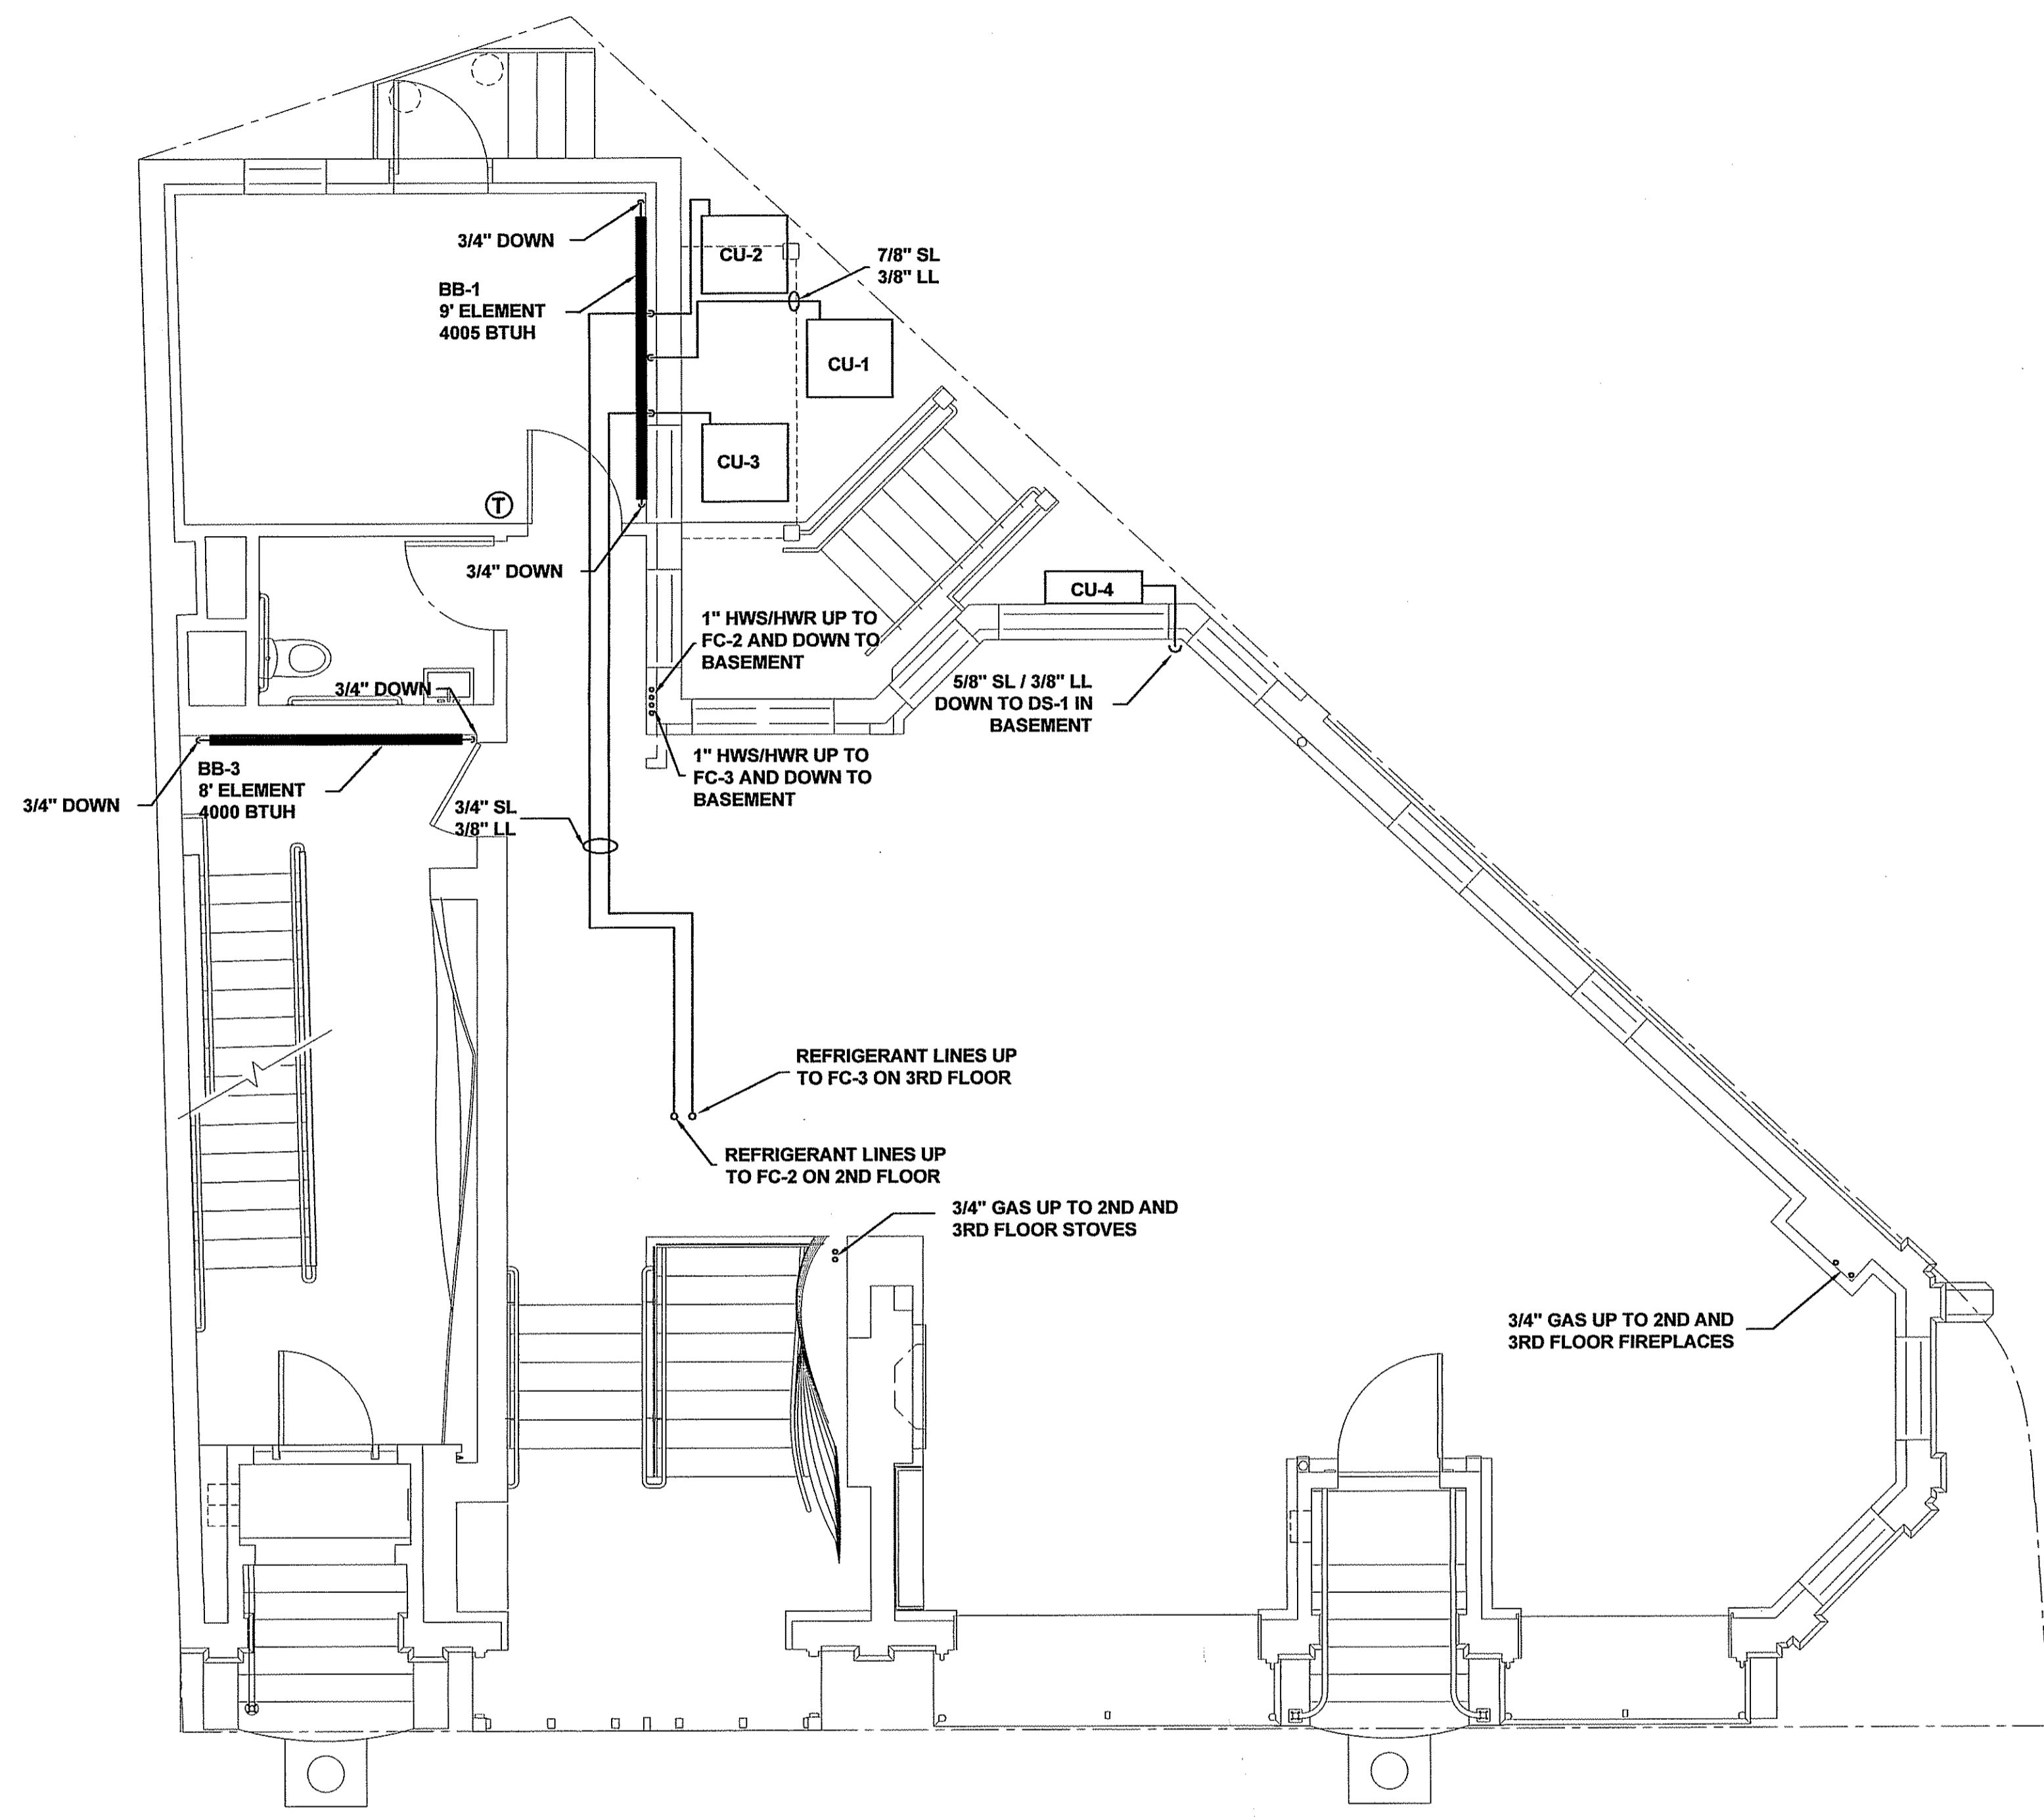 3/4" DOWN
CU-2
7/8" SL
3/8" LL
BB-1
9' ELEMENT
4005 BTUH
CU-1
CU-3
T
3/4" DOWN
CU-4
1" HWS/HWR UP TO
FC-2 AND DOWN TO
BASEMENT
3/4" DOWN
5/8" SL / 3/8" LL
DOWN TO DS-1 IN
BASEMENT
1" HWS/HWR UP TO
FC-3 AND DOWN TO
BASEMENT
BB-3
8' ELEMENT
4000 BTUH
3/4" DOWN
3/4" SL
3/8" LL
REFRIGERANT LINES UP
TO FC-3 ON 3RD FLOOR
REFRIGERANT LINES UP
TO FC-2 ON 2ND FLOOR
3/4" GAS UP TO 2ND AND
3RD FLOOR STOVES
3/4" GAS UP TO 2ND AND
3RD FLOOR FIREPLACES